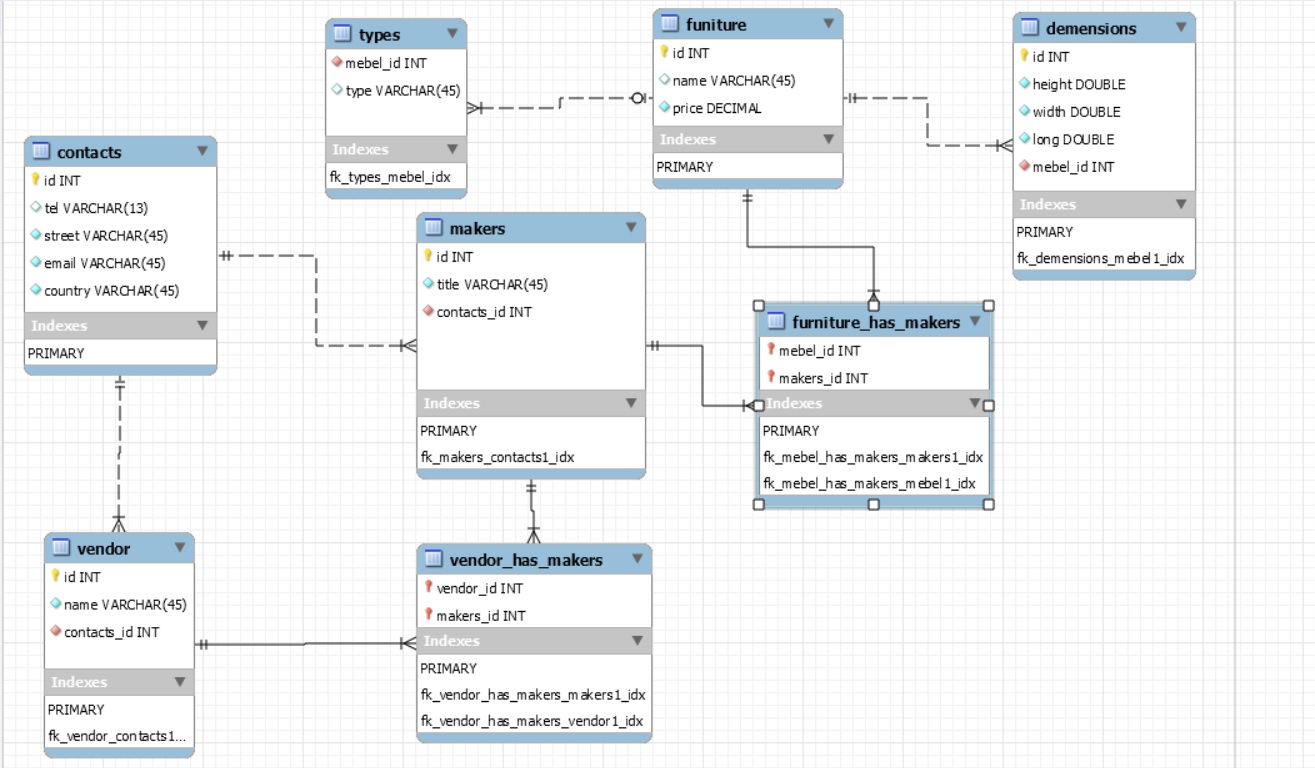 types
mebel_id INT
type VARCHAR(45)
Indexes
fk_types_mebel_idx
funiture
id INT
name VARCHAR(45)
price DECIMAL
Indexes
PRIMARY
demensions
id INT
height DOUBLE
width DOUBLE
long DOUBLE
mebel_id INT
Indexes
PRIMARY
fk_demensions_mebel1_idx
contacts
id INT
tel VARCHAR(13)
street VARCHAR(45)
email VARCHAR(45)
country VARCHAR(45)
Indexes
PRIMARY
makers
id INT
title VARCHAR(45)
contacts_id INT
Indexes
PRIMARY
fk_makers_contacts1_idx
furniture_has_makers
mebel_id INT
makers_id INT
Indexes
PRIMARY
fk_mebel_has_makers_makers1_idx
fk_mebel_has_makers_mebel1_idx
vendor
id INT
name VARCHAR(45)
contacts_id INT
Indexes
PRIMARY
fk_vendor_contacts1...
vendor_has_makers
vendor_id INT
makers_id INT
Indexes
PRIMARY
fk_vendor_has_makers_makers1_idx
fk_vendor_has_makers_vendor1_idx